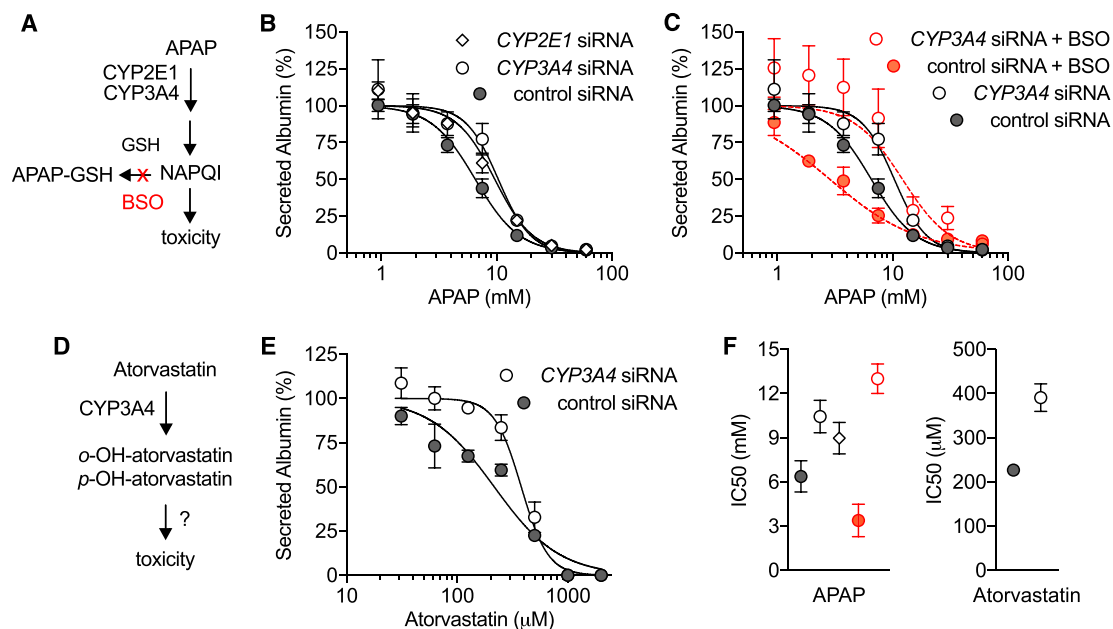 A
APAP
CYP2E1
CYP3A4
GSH
APAP-GSH
X
NAPQI
BSO
toxicity
B
150
125
100
75
50
25
0
Secreted Albumin (%)
1
10
100
APAP (mM)
CYP2E1 siRNA
CYP3A4 siRNA
control siRNA
C
150
125
100
75
50
25
0
Secreted Albumin (%)
1
10
100
APAP (mM)
CYP3A4 siRNA + BSO
control siRNA + BSO
CYP3A4 siRNA
control siRNA
D
Atorvastatin
CYP3A4
o-OH-atorvastatin
p-OH-atorvastatin
?
toxicity
E
125
100
75
50
25
0
Secreted Albumin (%)
10
100
1000
Atorvastatin (μM)
CYP3A4 siRNA
control siRNA
F
15
12
9
6
3
0
IC50 (mM)
APAP
500
400
300
200
100
0
IC50 (μM)
Atorvastatin